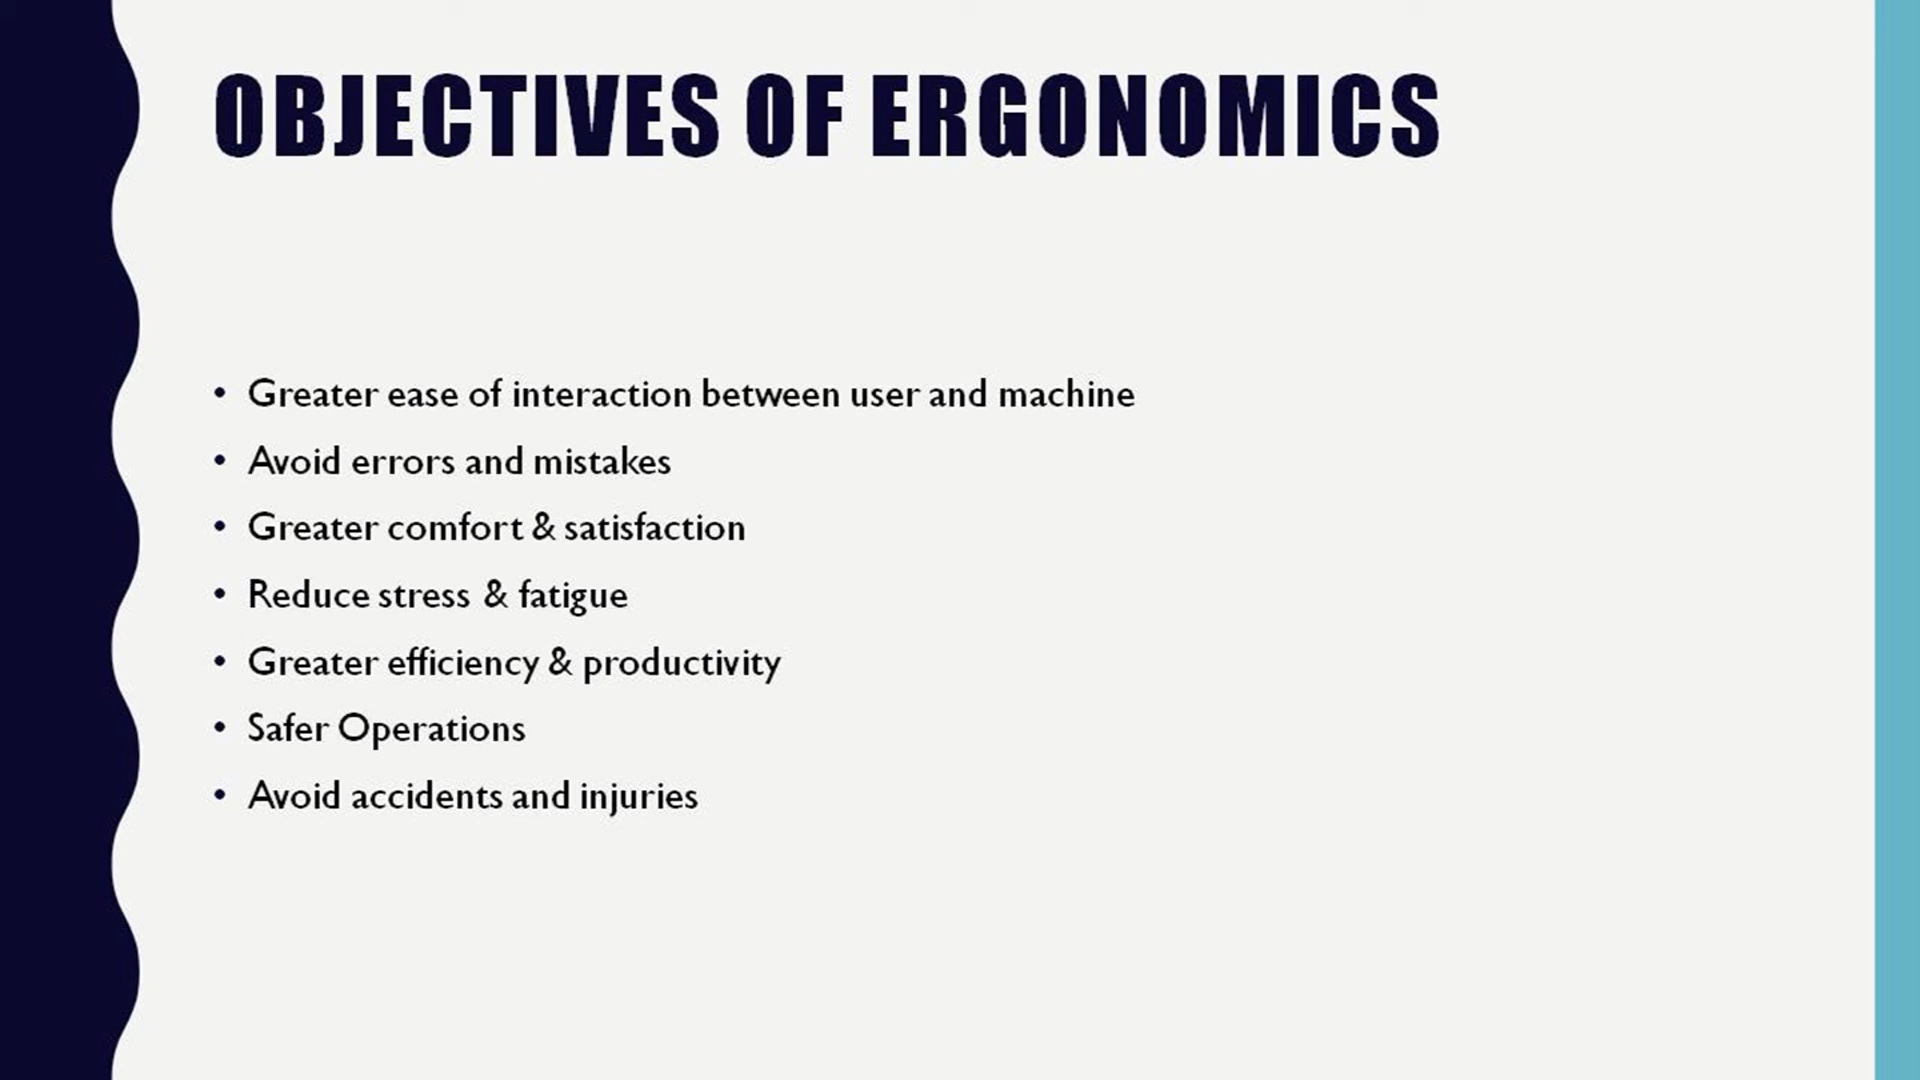 OBJECTIVES OF ERGONOMICS
• Greater ease of interaction between user and machine
• Avoid errors and mistakes
• Greater comfort & satisfaction
• Reduce stress & fatigue
• Greater efficiency & productivity
• Safer Operations
• Avoid accidents and injuries